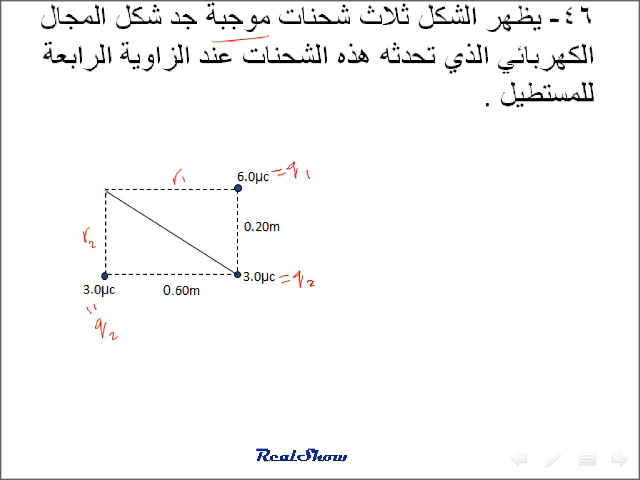 ٤٦- يظهر الشكل ثلاث شحنات موجبة جد شكل المجال
الكهربائي الذي تحدثه هذه الشحنات عند الزاوية الرابعة
للمستطيل .
r₁ 6.0μc =q₁
r₂ 0.20m
3.0μc =q₂
3.0μc 0.60m
=
q₂
RealShow